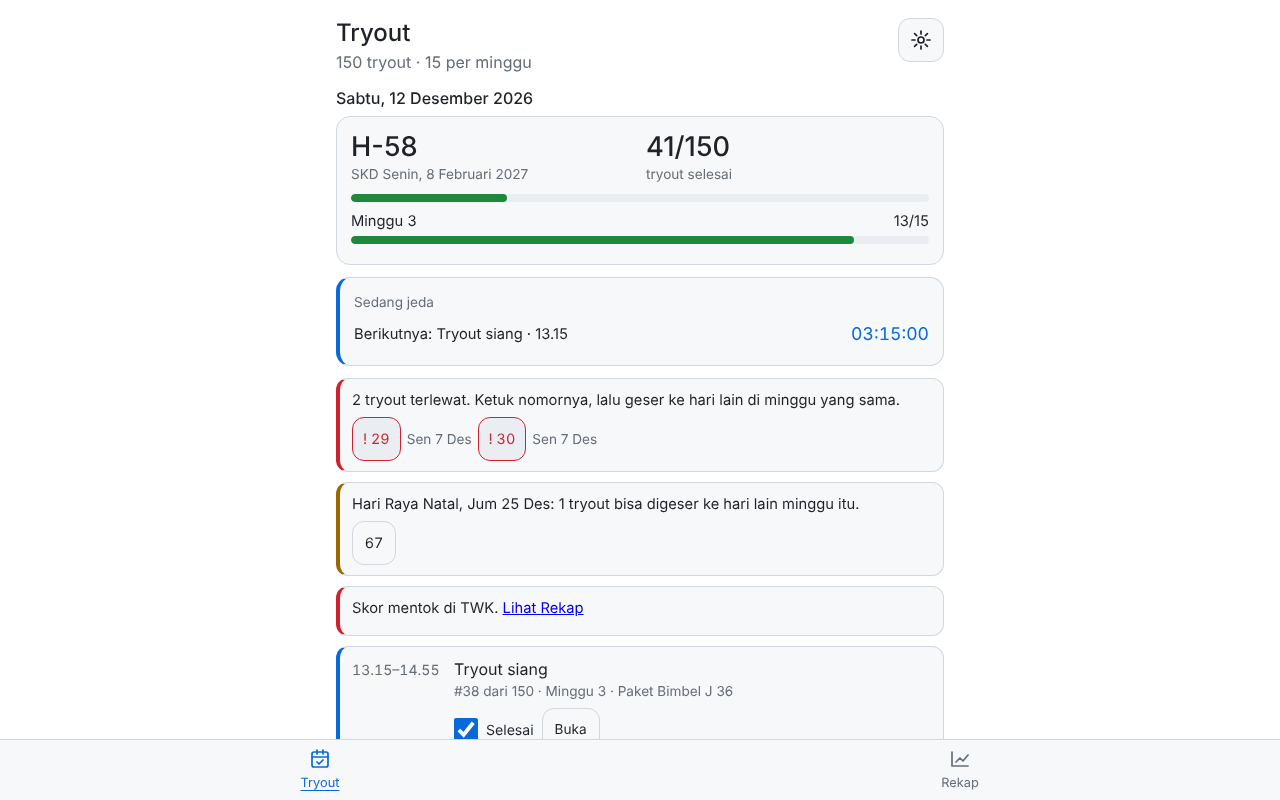 Tryout
150 tryout · 15 per minggu
Sabtu, 12 Desember 2026
H-58
SKD Senin, 8 Februari 2027
41/150
tryout selesai
Minggu 3
13/15
Sedang jeda
Berikutnya: Tryout siang · 13.15
03:15:00
2 tryout terlewat. Ketuk nomornya, lalu geser ke hari lain di minggu yang sama.
! 29 Sen 7 Des ! 30 Sen 7 Des
Hari Raya Natal, Jum 25 Des: 1 tryout bisa digeser ke hari lain minggu itu.
67
Skor mentok di TWK. Lihat Rekap
13.15–14.55
Tryout siang
#38 dari 150 · Minggu 3 · Paket Bimbel J 36
Selesai
Buka
Tryout
Rekap